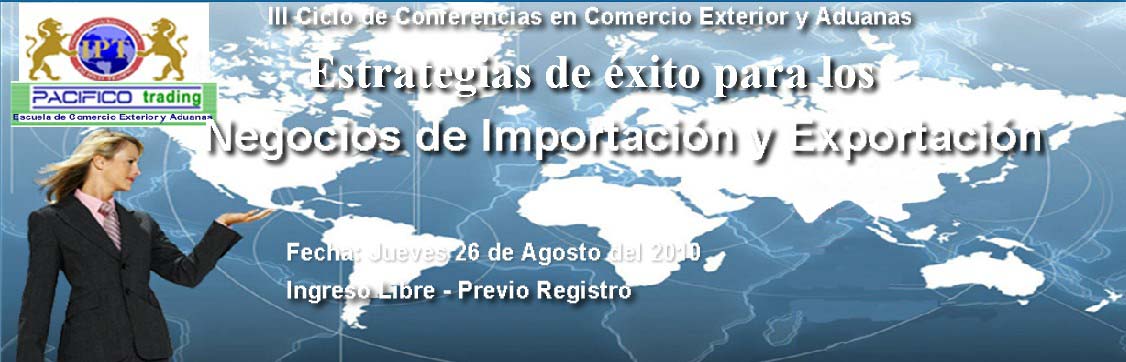 III Ciclo de Conferencias en Comercio Exterior y Aduanas
Estrategias de éxito para los
Negocios de Importación y Exportación
IPT
PACIFICO trading
Escuela de Comercio Exterior y Aduanas
Fecha: Jueves 26 de Agosto del 2010
Ingreso Libre - Previo Registro